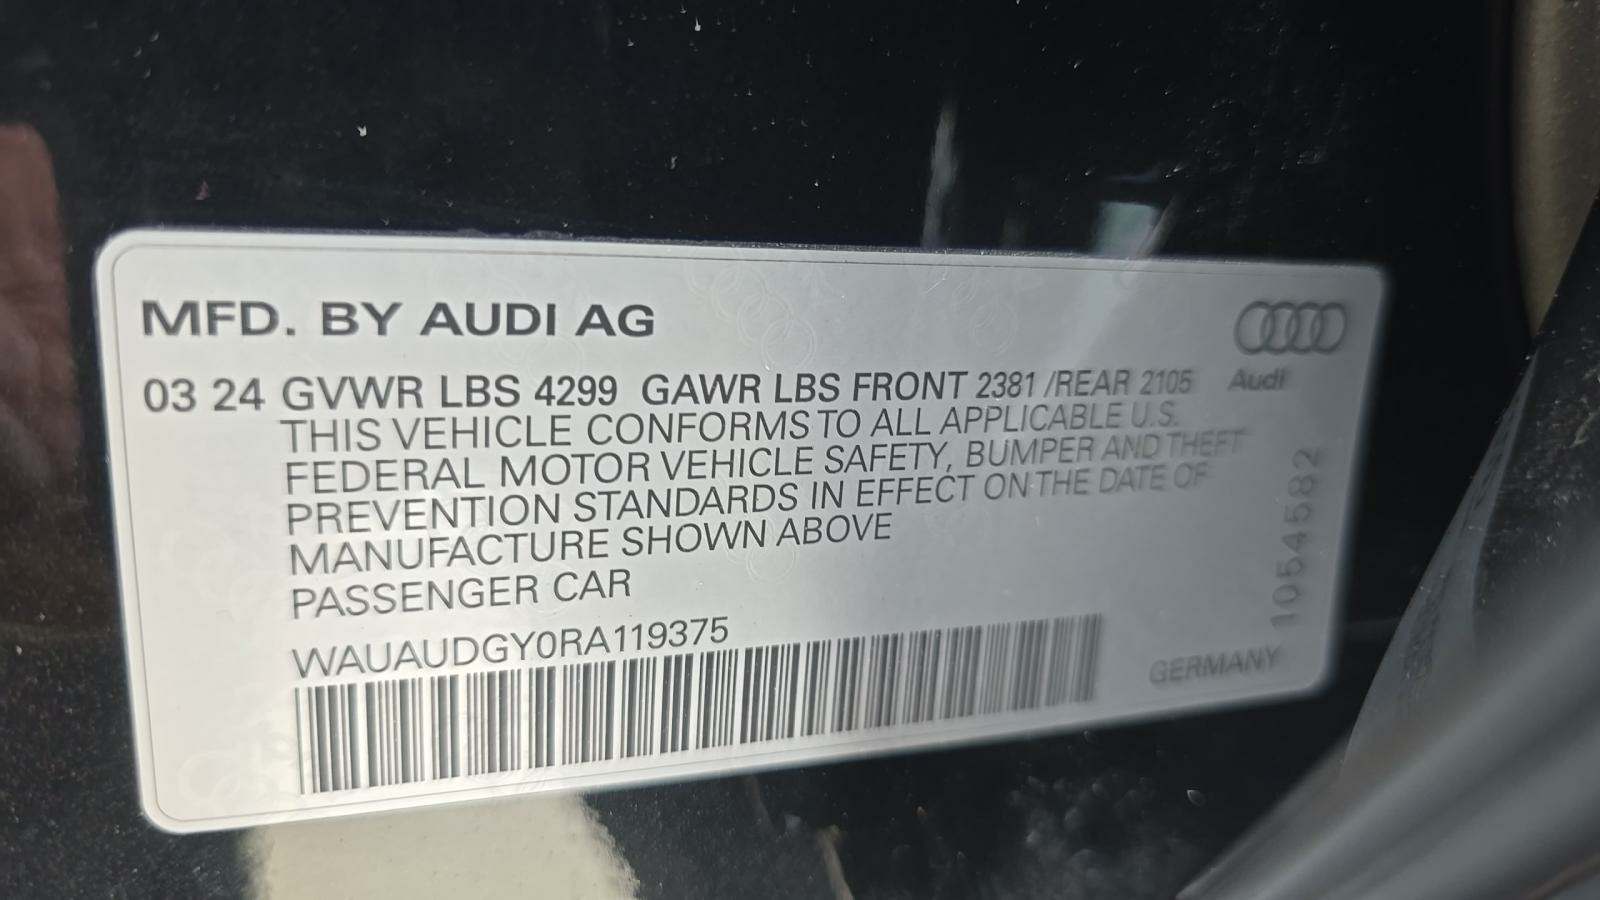 MFD. BY AUDI AG
03 24 GVWR LBS 4299 GAWR LBS FRONT 2381 /REAR 2105
Audi
THIS VEHICLE CONFORMS TO ALL APPLICABLE U.S.
FEDERAL MOTOR VEHICLE SAFETY, BUMPER AND THEFT
PREVENTION STANDARDS IN EFFECT ON THE DATE OF
MANUFACTURE SHOWN ABOVE
PASSENGER CAR
WAUAUDGY0RA119375
GERMANY
1054582